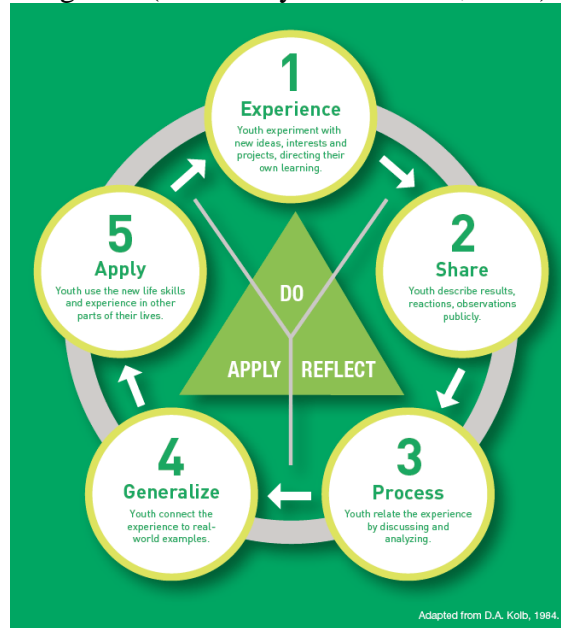 1
Experience
Youth experiment with
new ideas, interests and
projects, directing their
own learning.
2
Share
Youth describe results,
reactions, observations
publicly.
3
Process
Youth relate the experience
by discussing and
analyzing.
4
Generalize
Youth connect the
experience to real-
world examples.
5
Apply
Youth use the new life skills
and experience in other
parts of their lives.
DO
APPLY REFLECT
Adapted from D.A. Kolb, 1984.